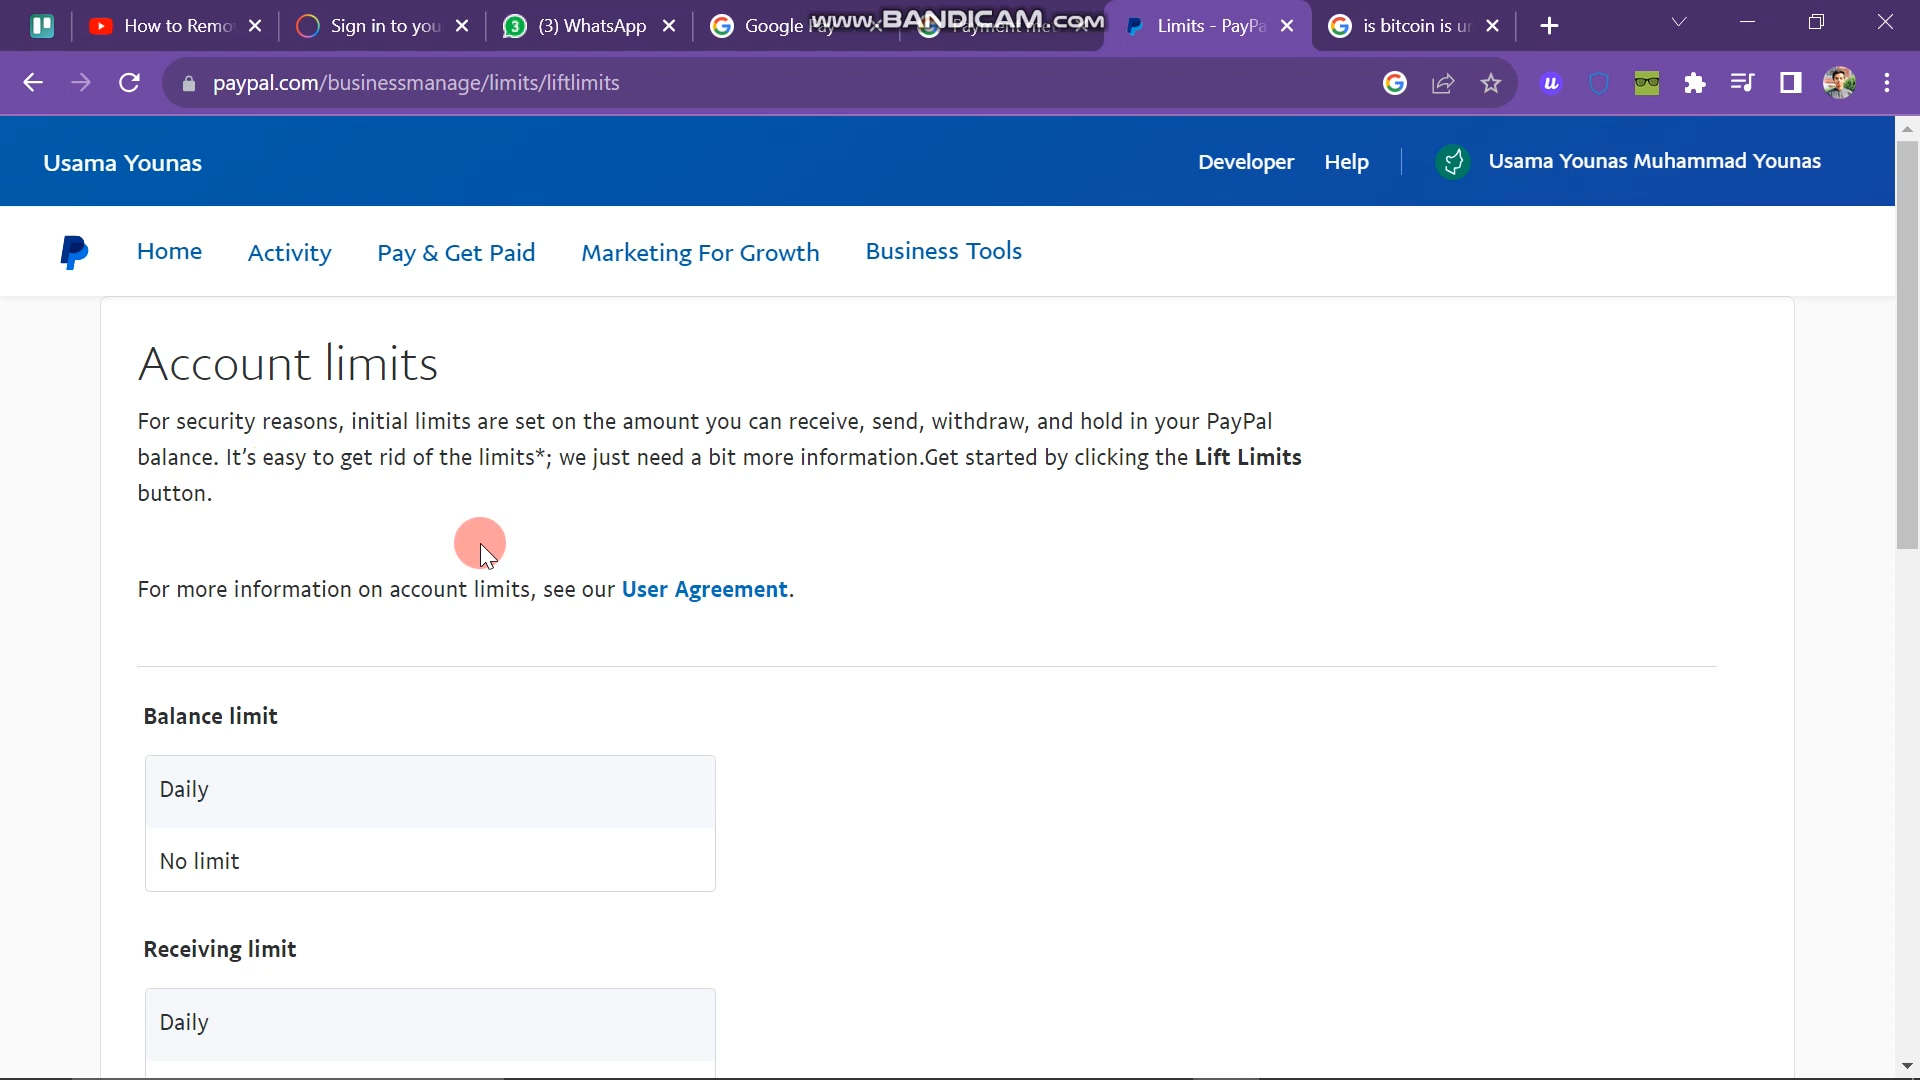 How to Remo
Sign in to you
(3) WhatsApp
Google Pay
Payment met
Limits - PayPa
is bitcoin is un
www.BANDICAM.com
paypal.com/businessmanage/limits/liftlimits
Usama Younas
Developer
Help
Usama Younas Muhammad Younas
Home
Activity
Pay & Get Paid
Marketing For Growth
Business Tools
Account limits
For security reasons, initial limits are set on the amount you can receive, send, withdraw, and hold in your PayPal
balance. It's easy to get rid of the limits*; we just need a bit more information.Get started by clicking the Lift Limits
button.
For more information on account limits, see our User Agreement.
Balance limit
Daily
No limit
Receiving limit
Daily